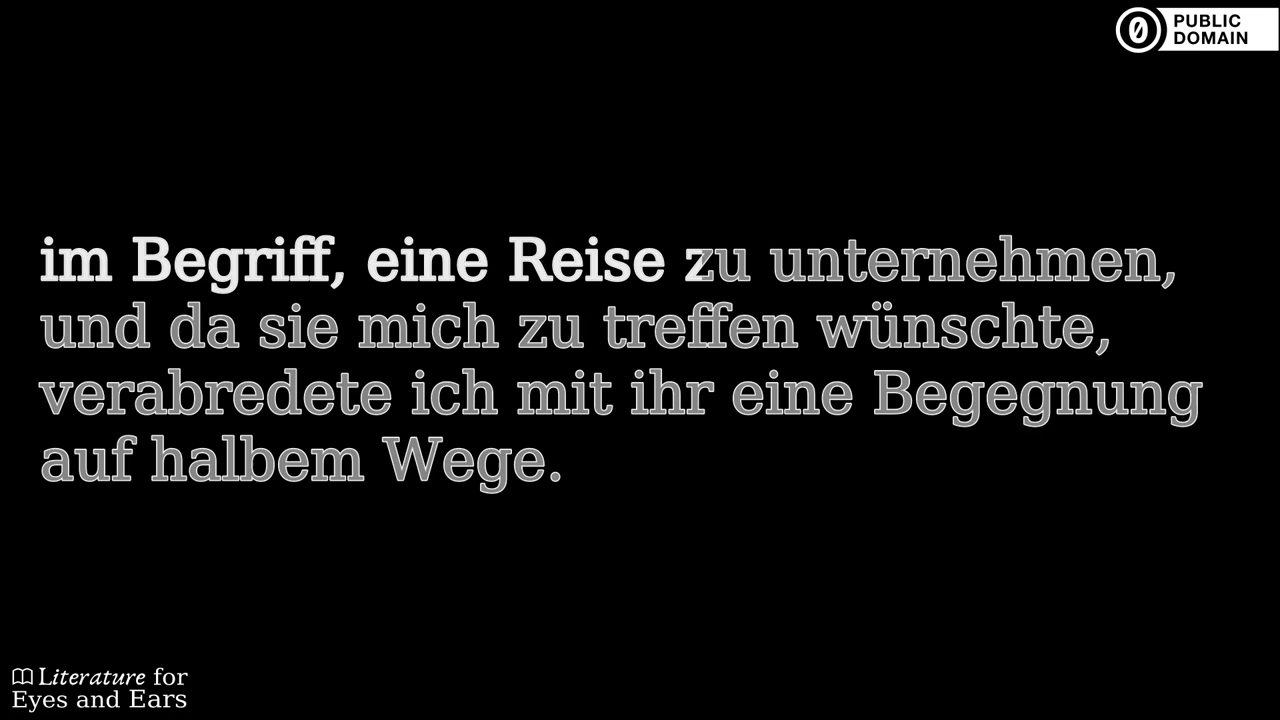 PUBLIC
DOMAIN
im Begriff, eine Reise zu unternehmen,
und da sie mich zu treffen wünschte,
verabredete ich mit ihr eine Begegnung
auf halbem Wege.
Literature for
Eyes and Ears